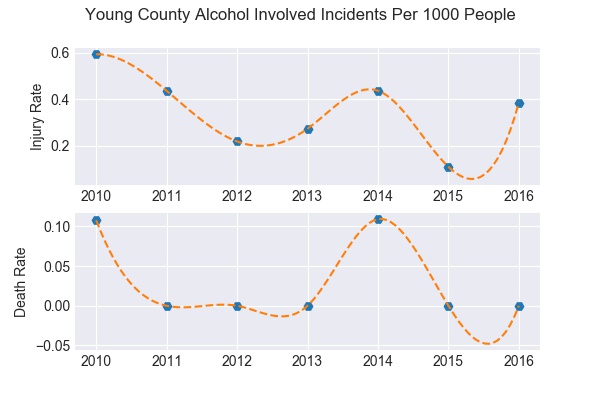 Young County Alcohol Involved Incidents Per 1000 People
0.6
0.4
0.2
Injury Rate
2010 2011 2012 2013 2014 2015 2016
0.10
0.05
0.00
−0.05
Death Rate
2010 2011 2012 2013 2014 2015 2016